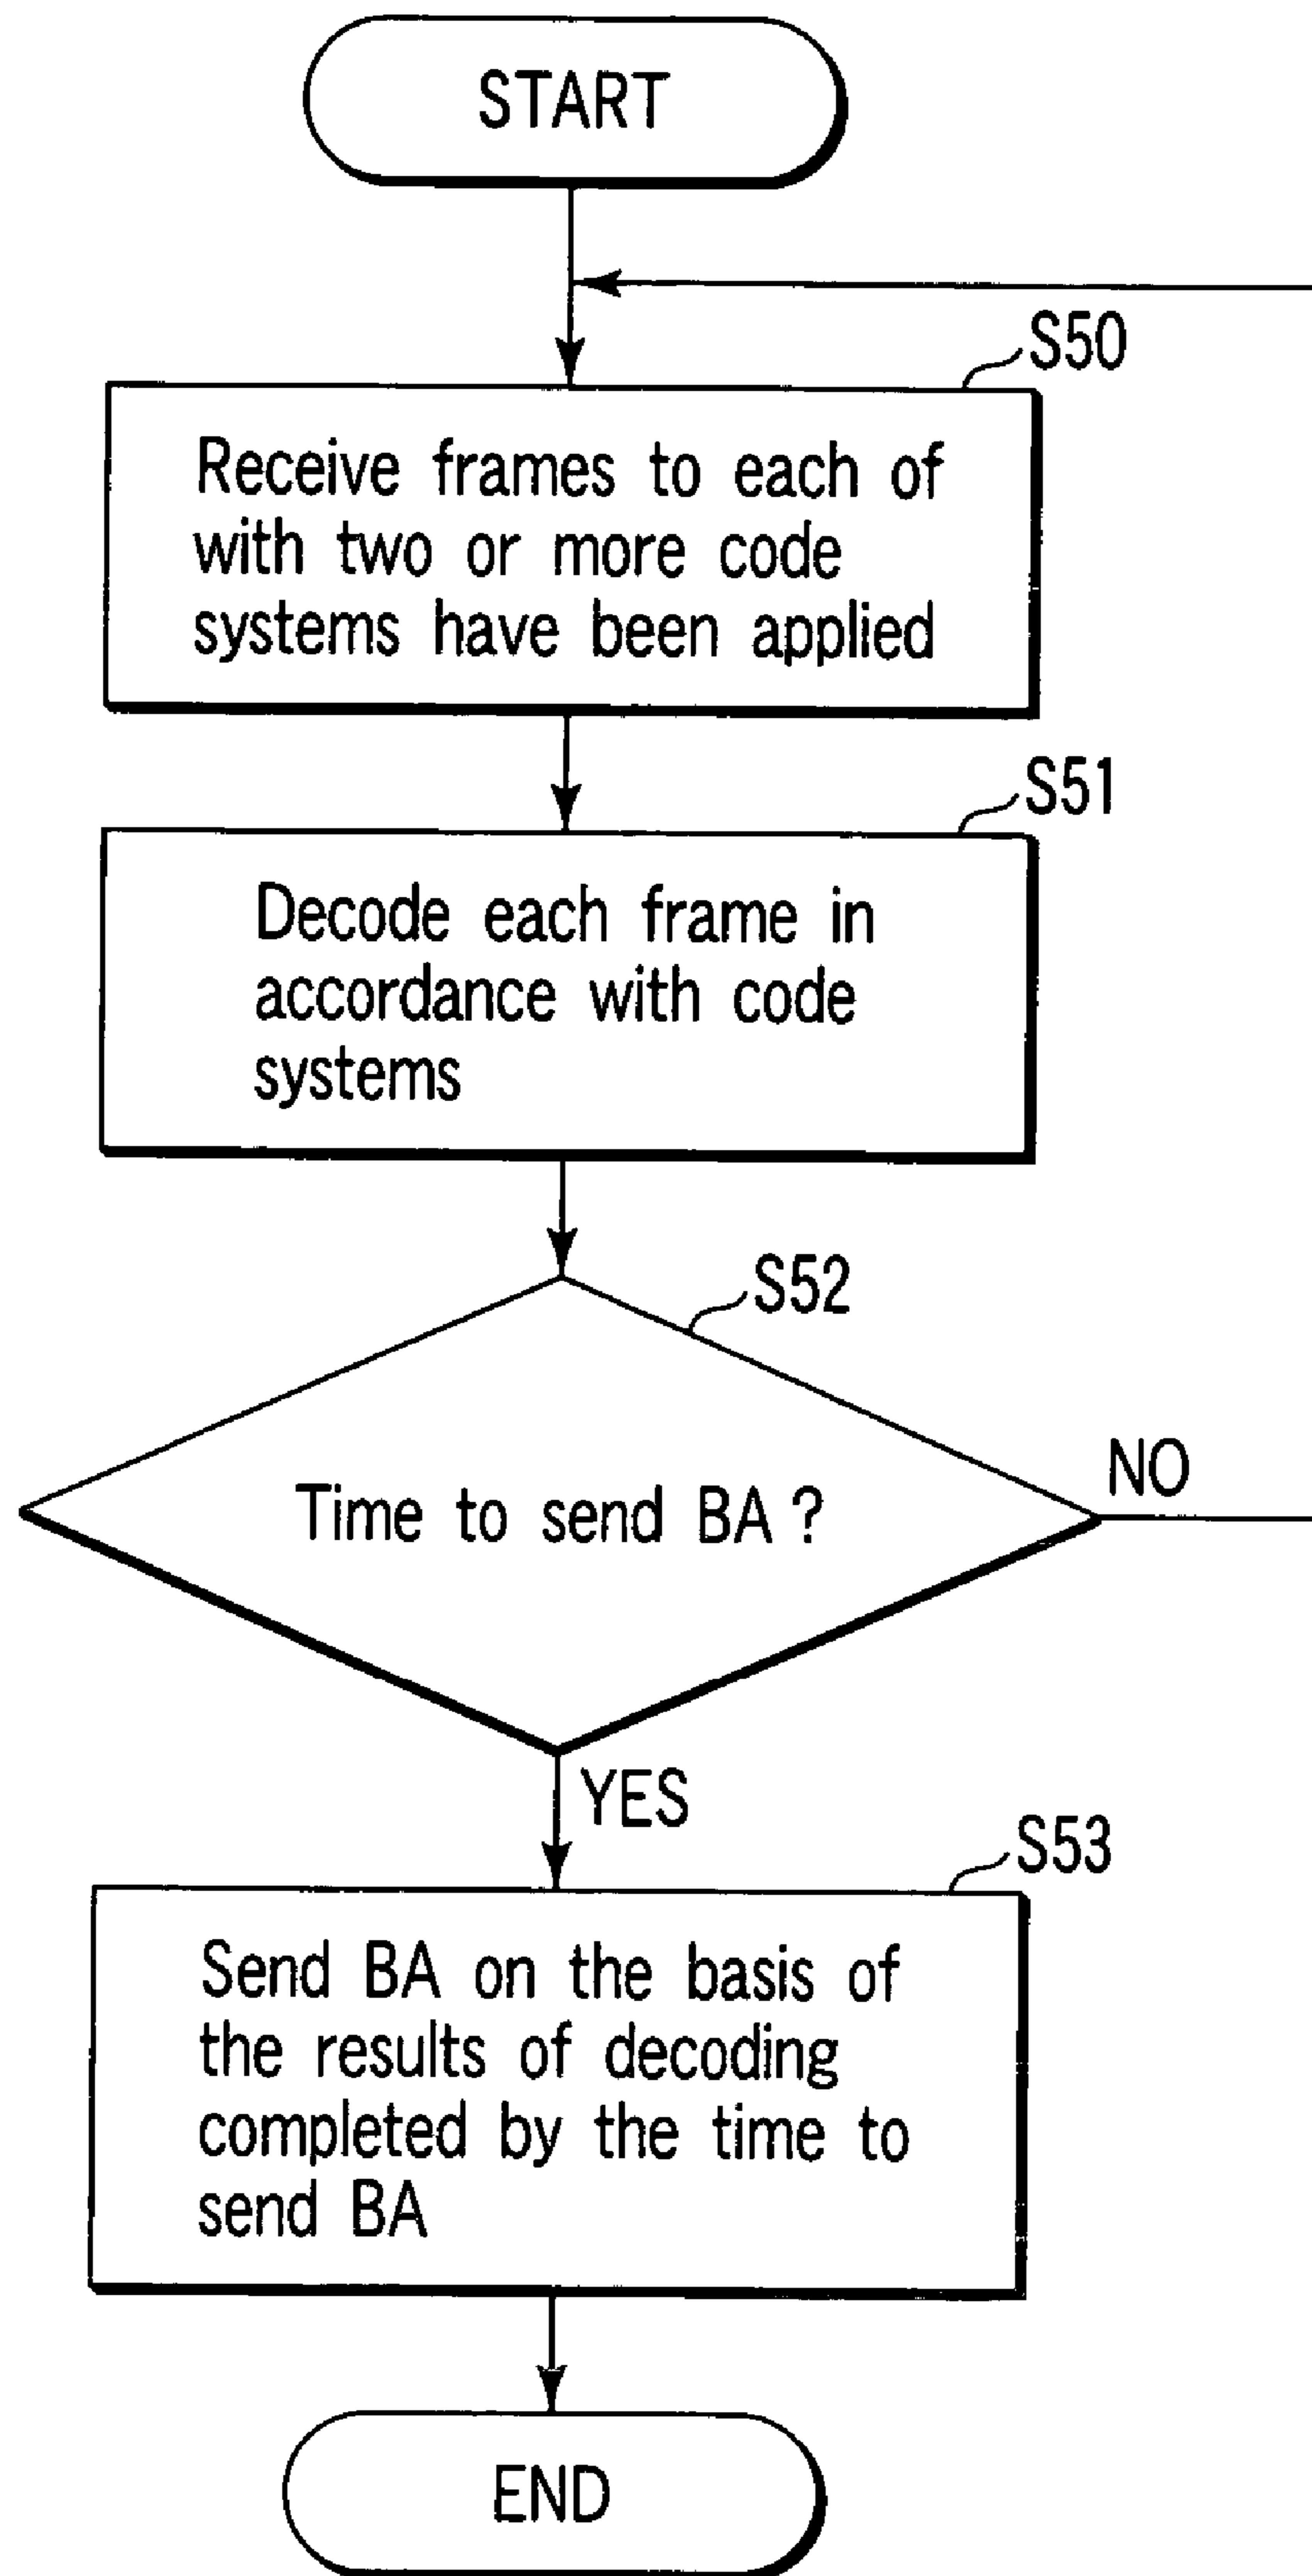 START
S50
Receive frames to each of
with two or more code
systems have been applied
S51
Decode each frame in
accordance with code
systems
S52
Time to send BA ?
NO
YES
S53
Send BA on the basis of
the results of decoding
completed by the time to
send BA
END